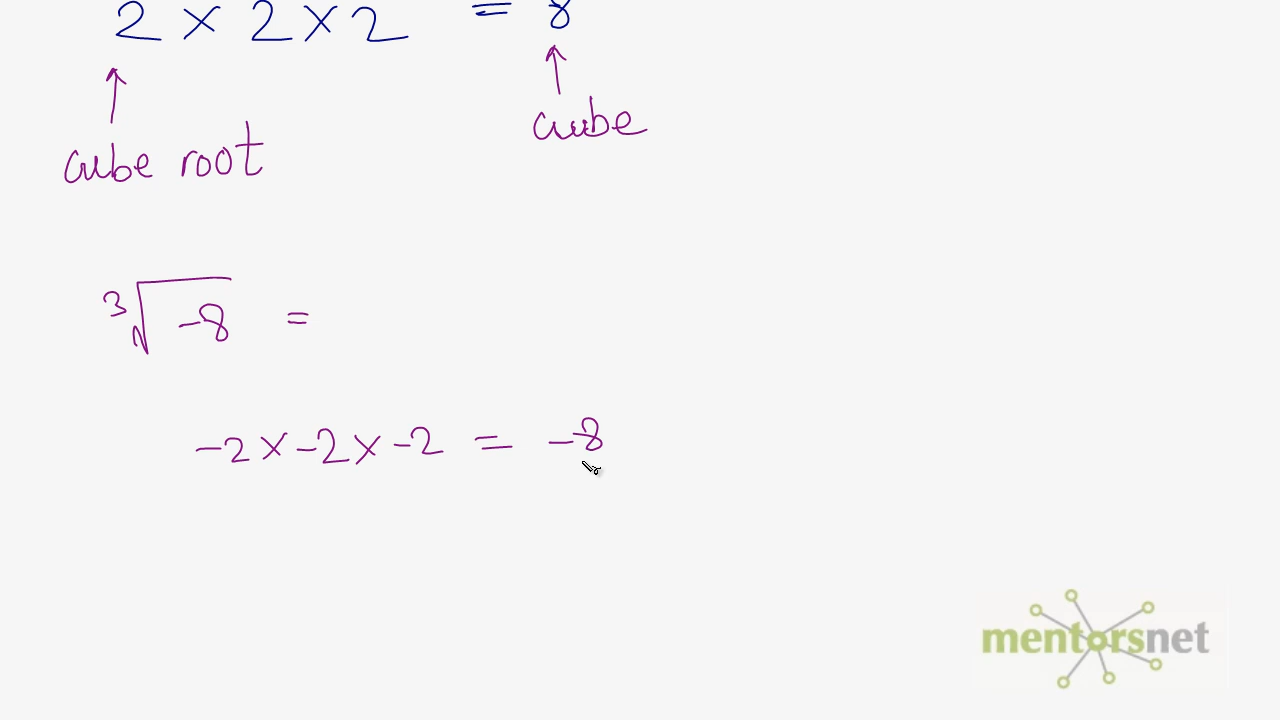 2 × 2 × 2 = 8
cube root
cube
3√-8 =
-2 × -2 × -2 = -8
mentorsnet